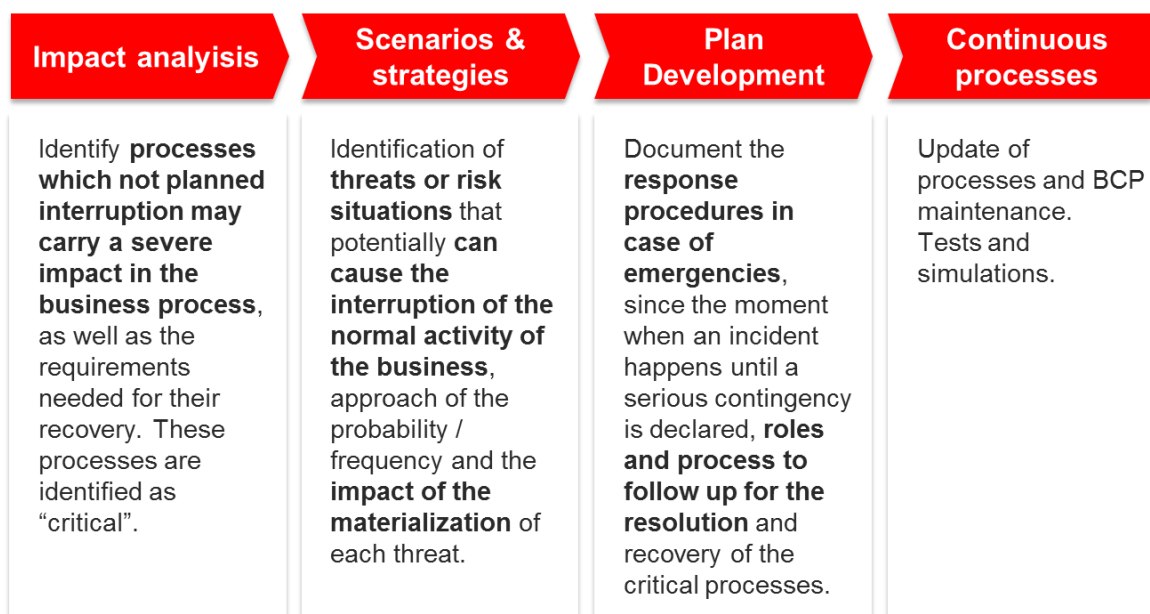 Impact analyisis
Identify processes
which not planned
interruption may
carry a severe
impact in the
business process,
as well as the
requirements
needed for their
recovery. These
processes are
identified as
“critical”.
Scenarios &
strategies
Identification of
threats or risk
situations that
potentially can
cause the
interruption of the
normal activity of
the business,
approach of the
probability /
frequency and the
impact of the
materialization of
each threat.
Plan
Development
Document the
response
procedures in
case of
emergencies,
since the moment
when an incident
happens until a
serious contingency
is declared, roles
and process to
follow up for the
resolution and
recovery of the
critical processes.
Continuous
processes
Update of
processes and BCP
maintenance.
Tests and
simulations.